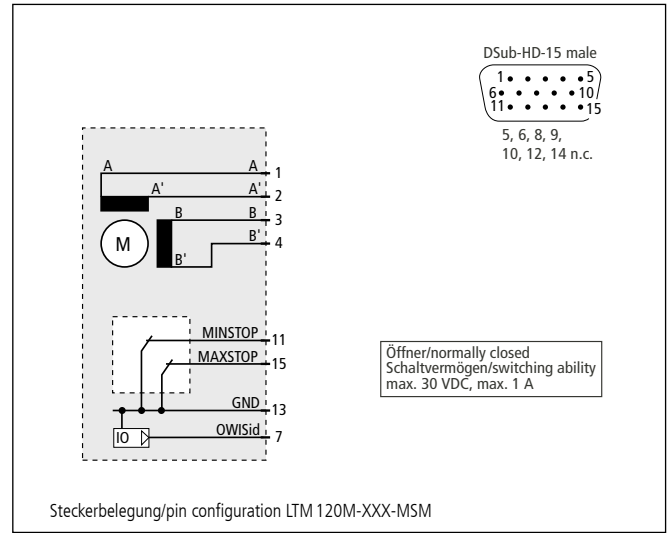 DSub-HD-15 male
1 5
6 10
11 15
5, 6, 8, 9,
10, 12, 14 n.c.
A A 1
A' A' 2
B B 3
B' 4
M
B'
MINSTOP 11
MAXSTOP 15
GND 13
IO OWISid 7
Öffner/normally closed
Schaltvermögen/switching ability
max. 30 VDC, max. 1 A
Steckerbelegung/pin configuration LTM 120M-XXX-MSM